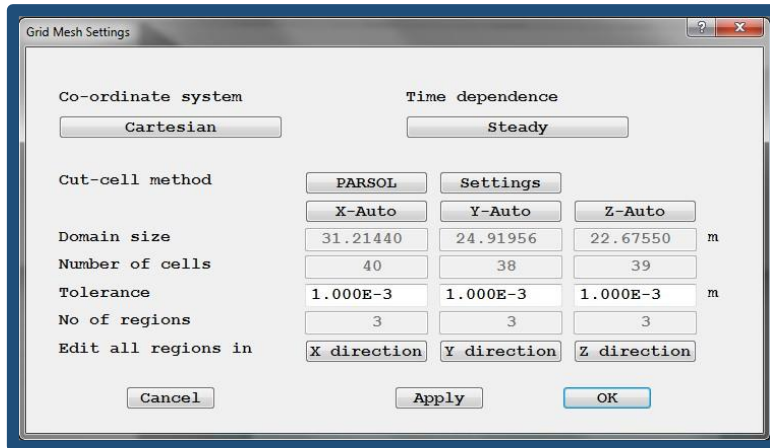 Grid Mesh Settings
? X
Co-ordinate system Time dependence
Cartesian Steady
Cut-cell method PARSOL Settings
X-Auto Y-Auto Z-Auto
Domain size 31.21440 24.91956 22.67550 m
Number of cells 40 38 39
Tolerance 1.000E-3 1.000E-3 1.000E-3 m
No of regions 3 3 3
Edit all regions in X direction Y direction Z direction
Cancel Apply OK